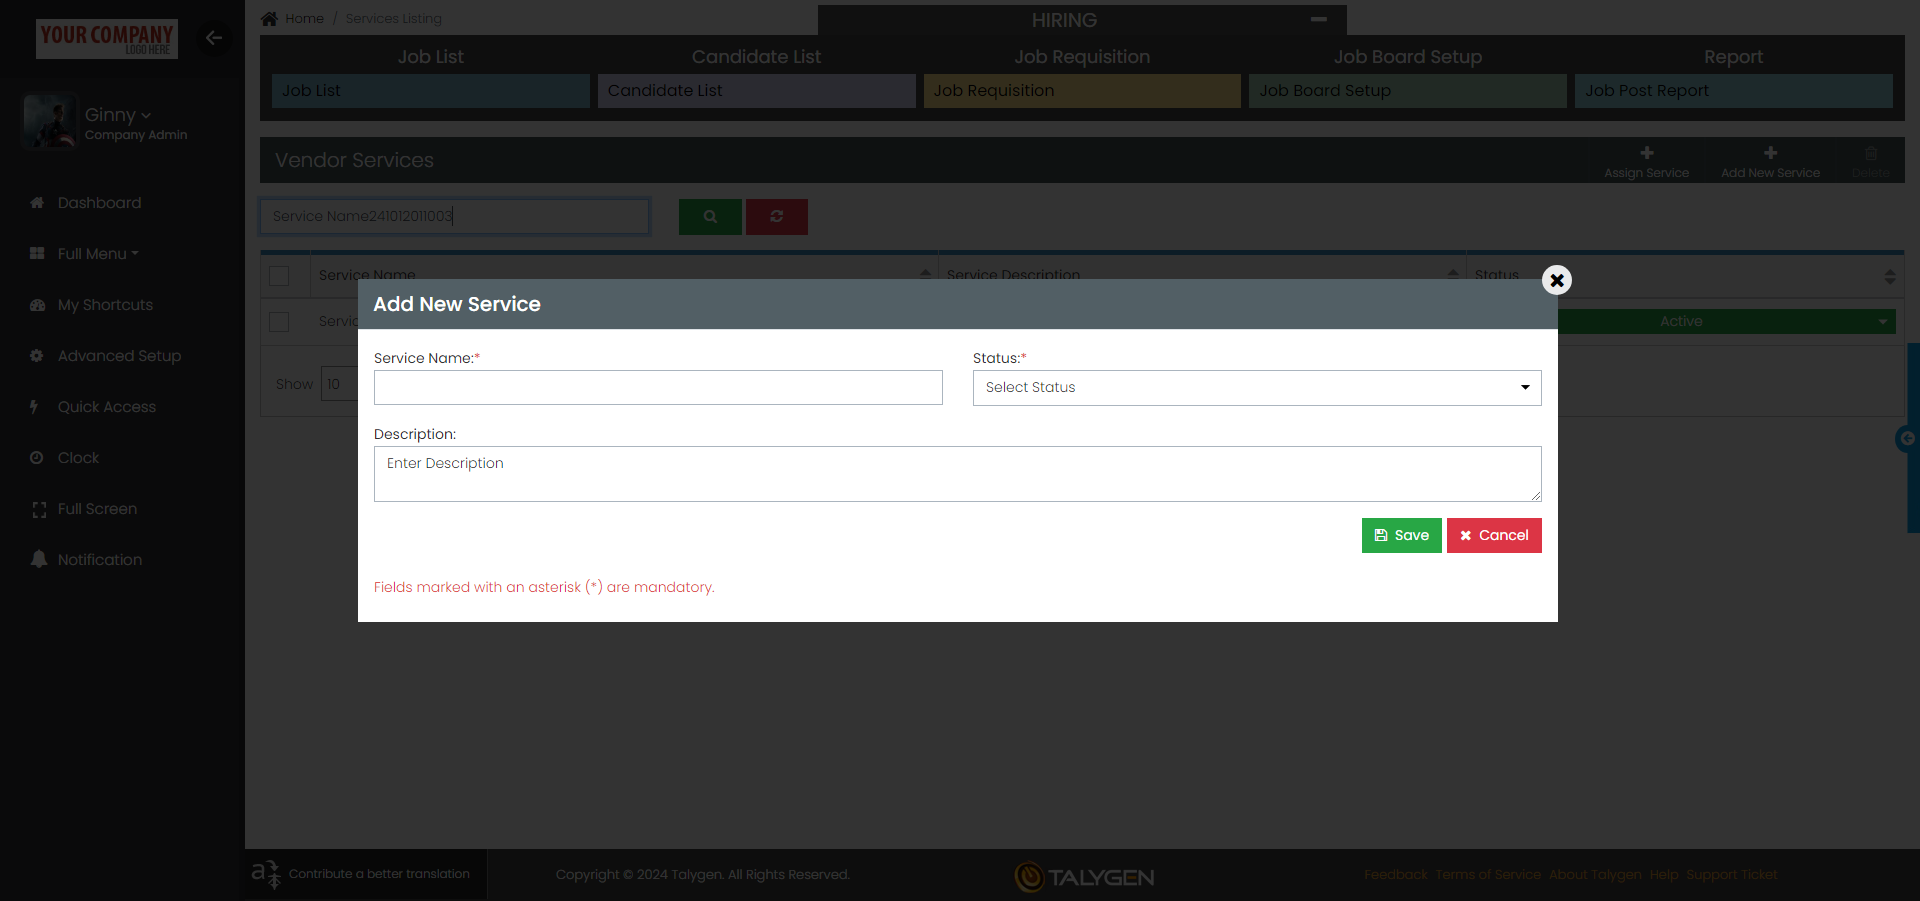 YOUR COMPANY
LOGO HERE
Ginny
Company Admin
Dashboard
Full Menu
My Shortcuts
Advanced Setup
Quick Access
Clock
Full Screen
Notification
Home / Services Listing
HIRING
Job List
Candidate List
Job Requisition
Job Board Setup
Report
Job List
Candidate List
Job Requisition
Job Board Setup
Job Post Report
Vendor Services
Assign Service
Add New Service
Delete
Service Name241012011003
Service Name
Service Description
Status
Active
Show 10
Add New Service
Service Name:*
Status:*
Select Status
Description:
Enter Description
Save
Cancel
Fields marked with an asterisk (*) are mandatory.
Contribute a better translation
Copyright © 2024 Talygen. All Rights Reserved.
TALYGEN
Feedback Terms of Service About Talygen Help Support Ticket